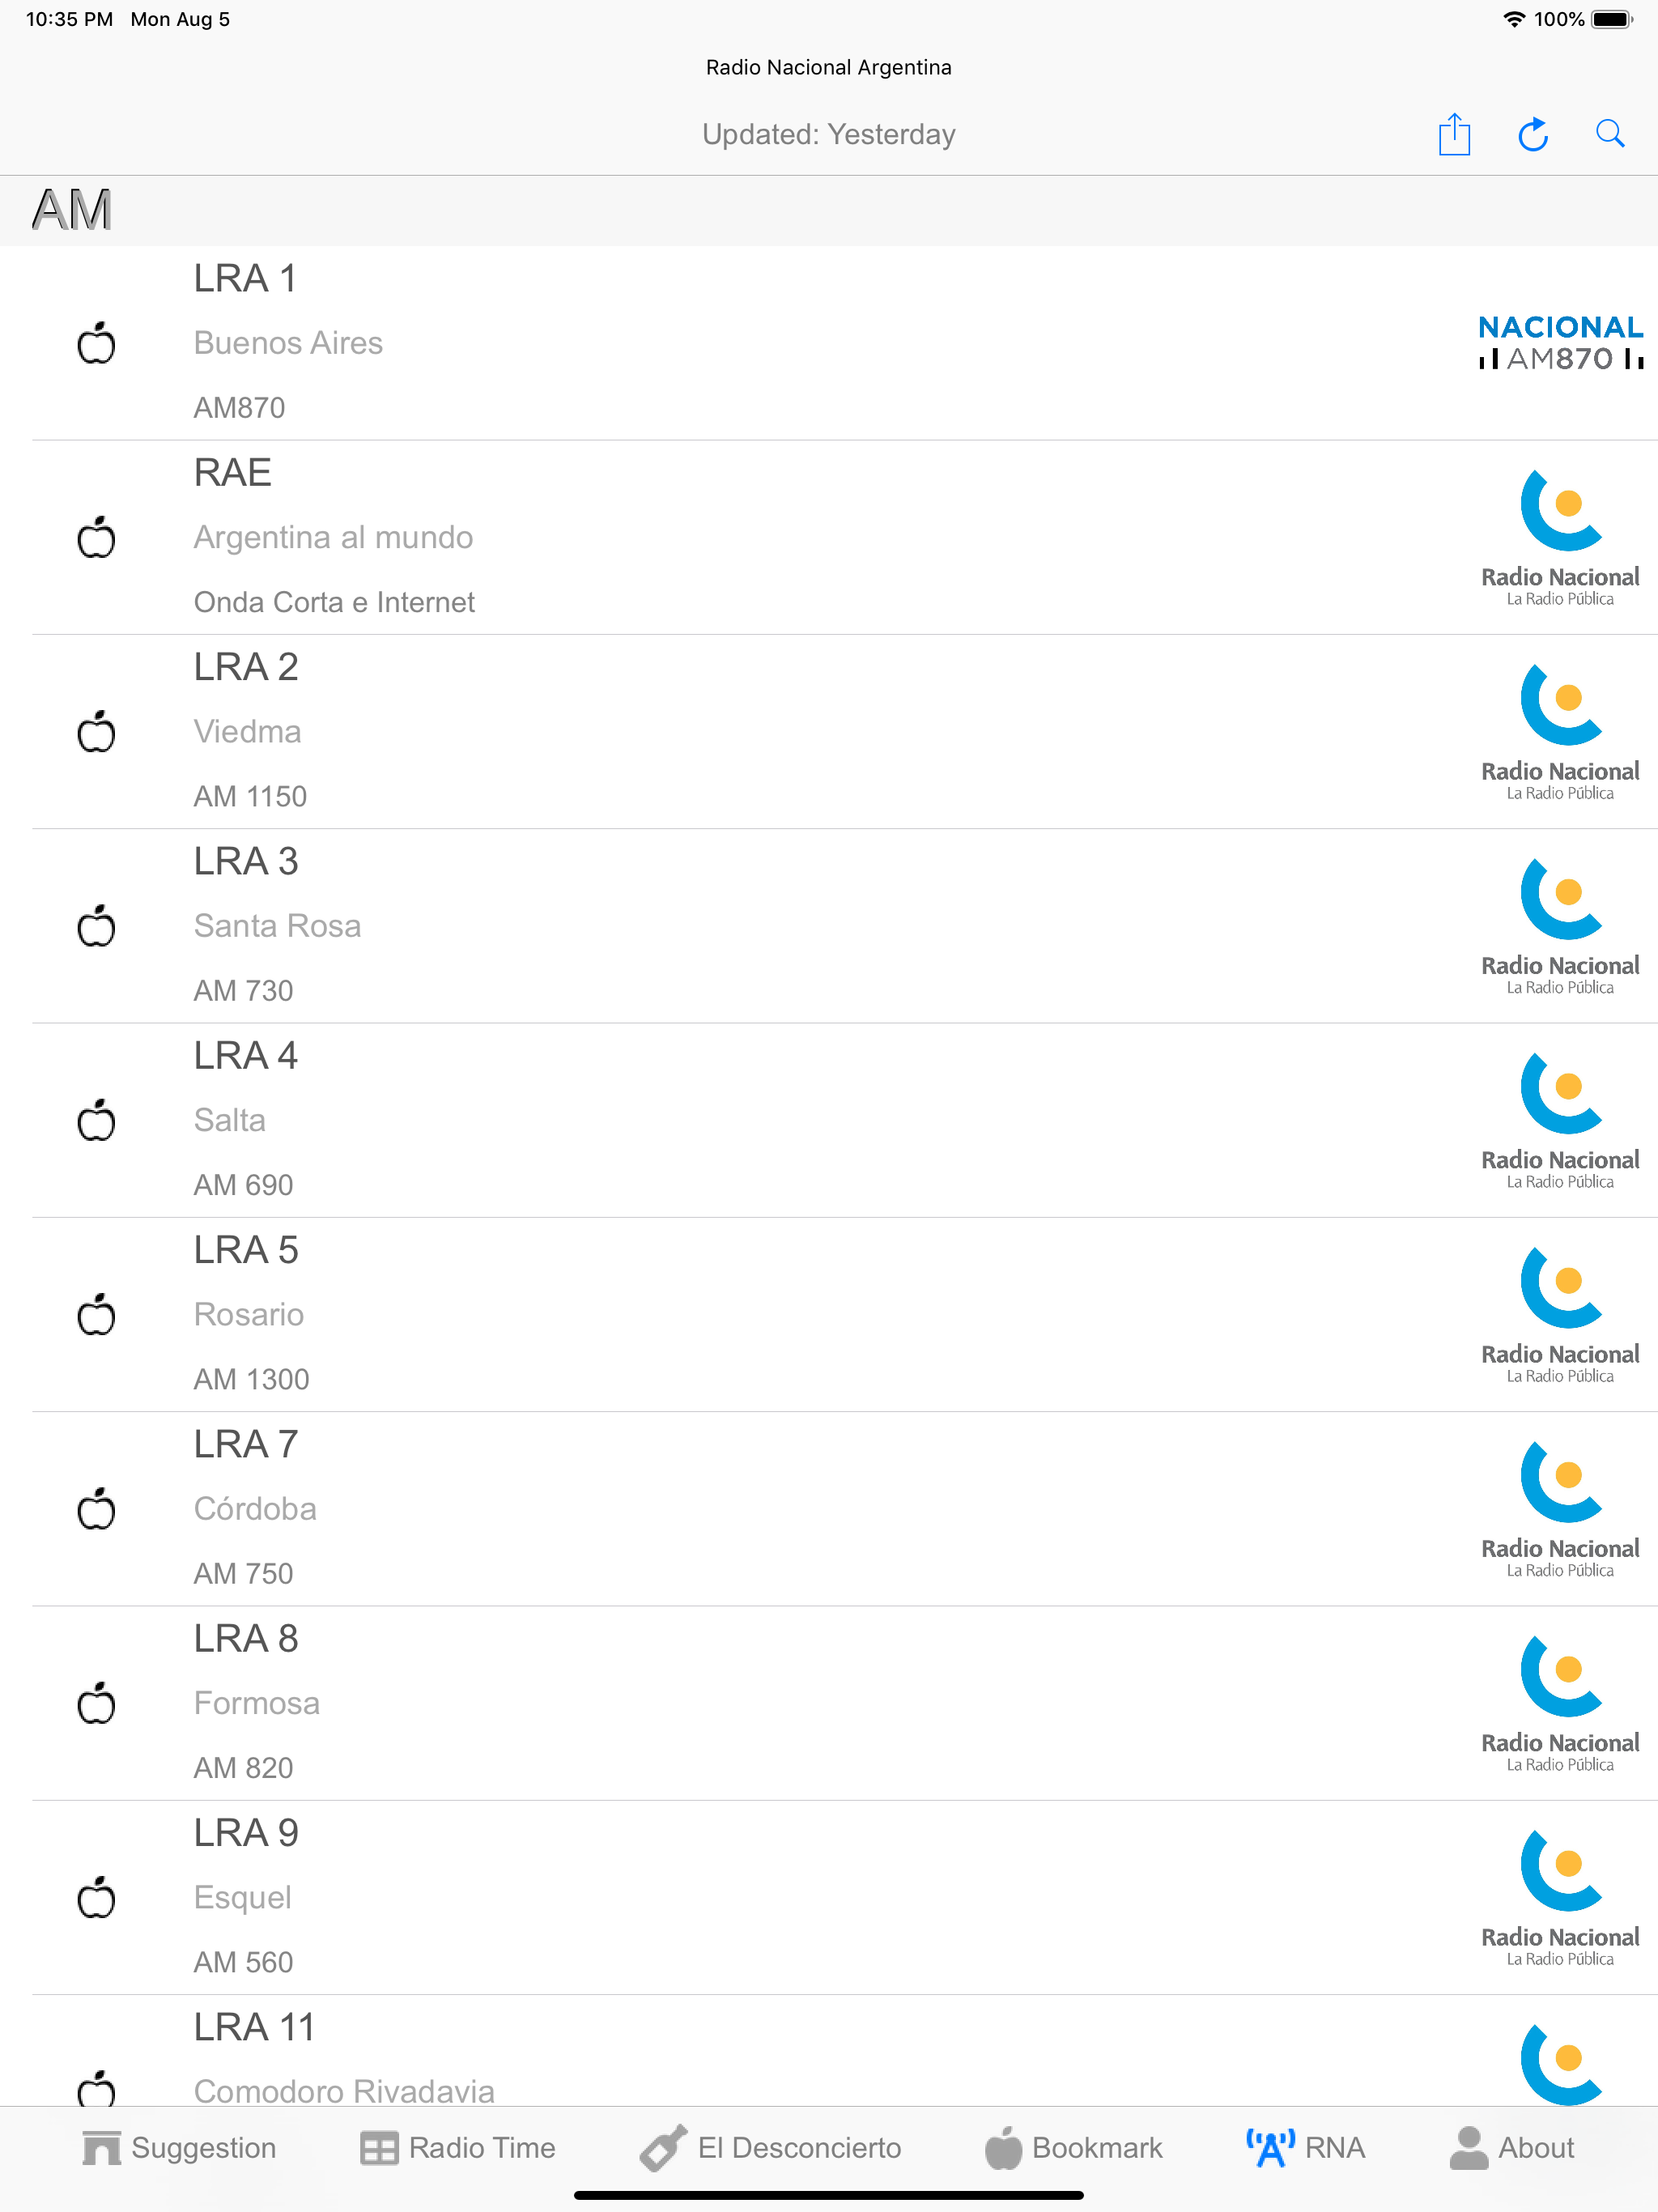 10:35 PM Mon Aug 5
100%
Radio Nacional Argentina
Updated: Yesterday
AM
LRA 1
Buenos Aires
AM870
NACIONAL
AM870
RAE
Argentina al mundo
Onda Corta e Internet
Radio Nacional
La Radio Pública
LRA 2
Viedma
AM 1150
Radio Nacional
La Radio Pública
LRA 3
Santa Rosa
AM 730
Radio Nacional
La Radio Pública
LRA 4
Salta
AM 690
Radio Nacional
La Radio Pública
LRA 5
Rosario
AM 1300
Radio Nacional
La Radio Pública
LRA 7
Córdoba
AM 750
Radio Nacional
La Radio Pública
LRA 8
Formosa
AM 820
Radio Nacional
La Radio Pública
LRA 9
Esquel
AM 560
Radio Nacional
La Radio Pública
LRA 11
Comodoro Rivadavia
Suggestion Radio Time El Desconcierto Bookmark RNA About